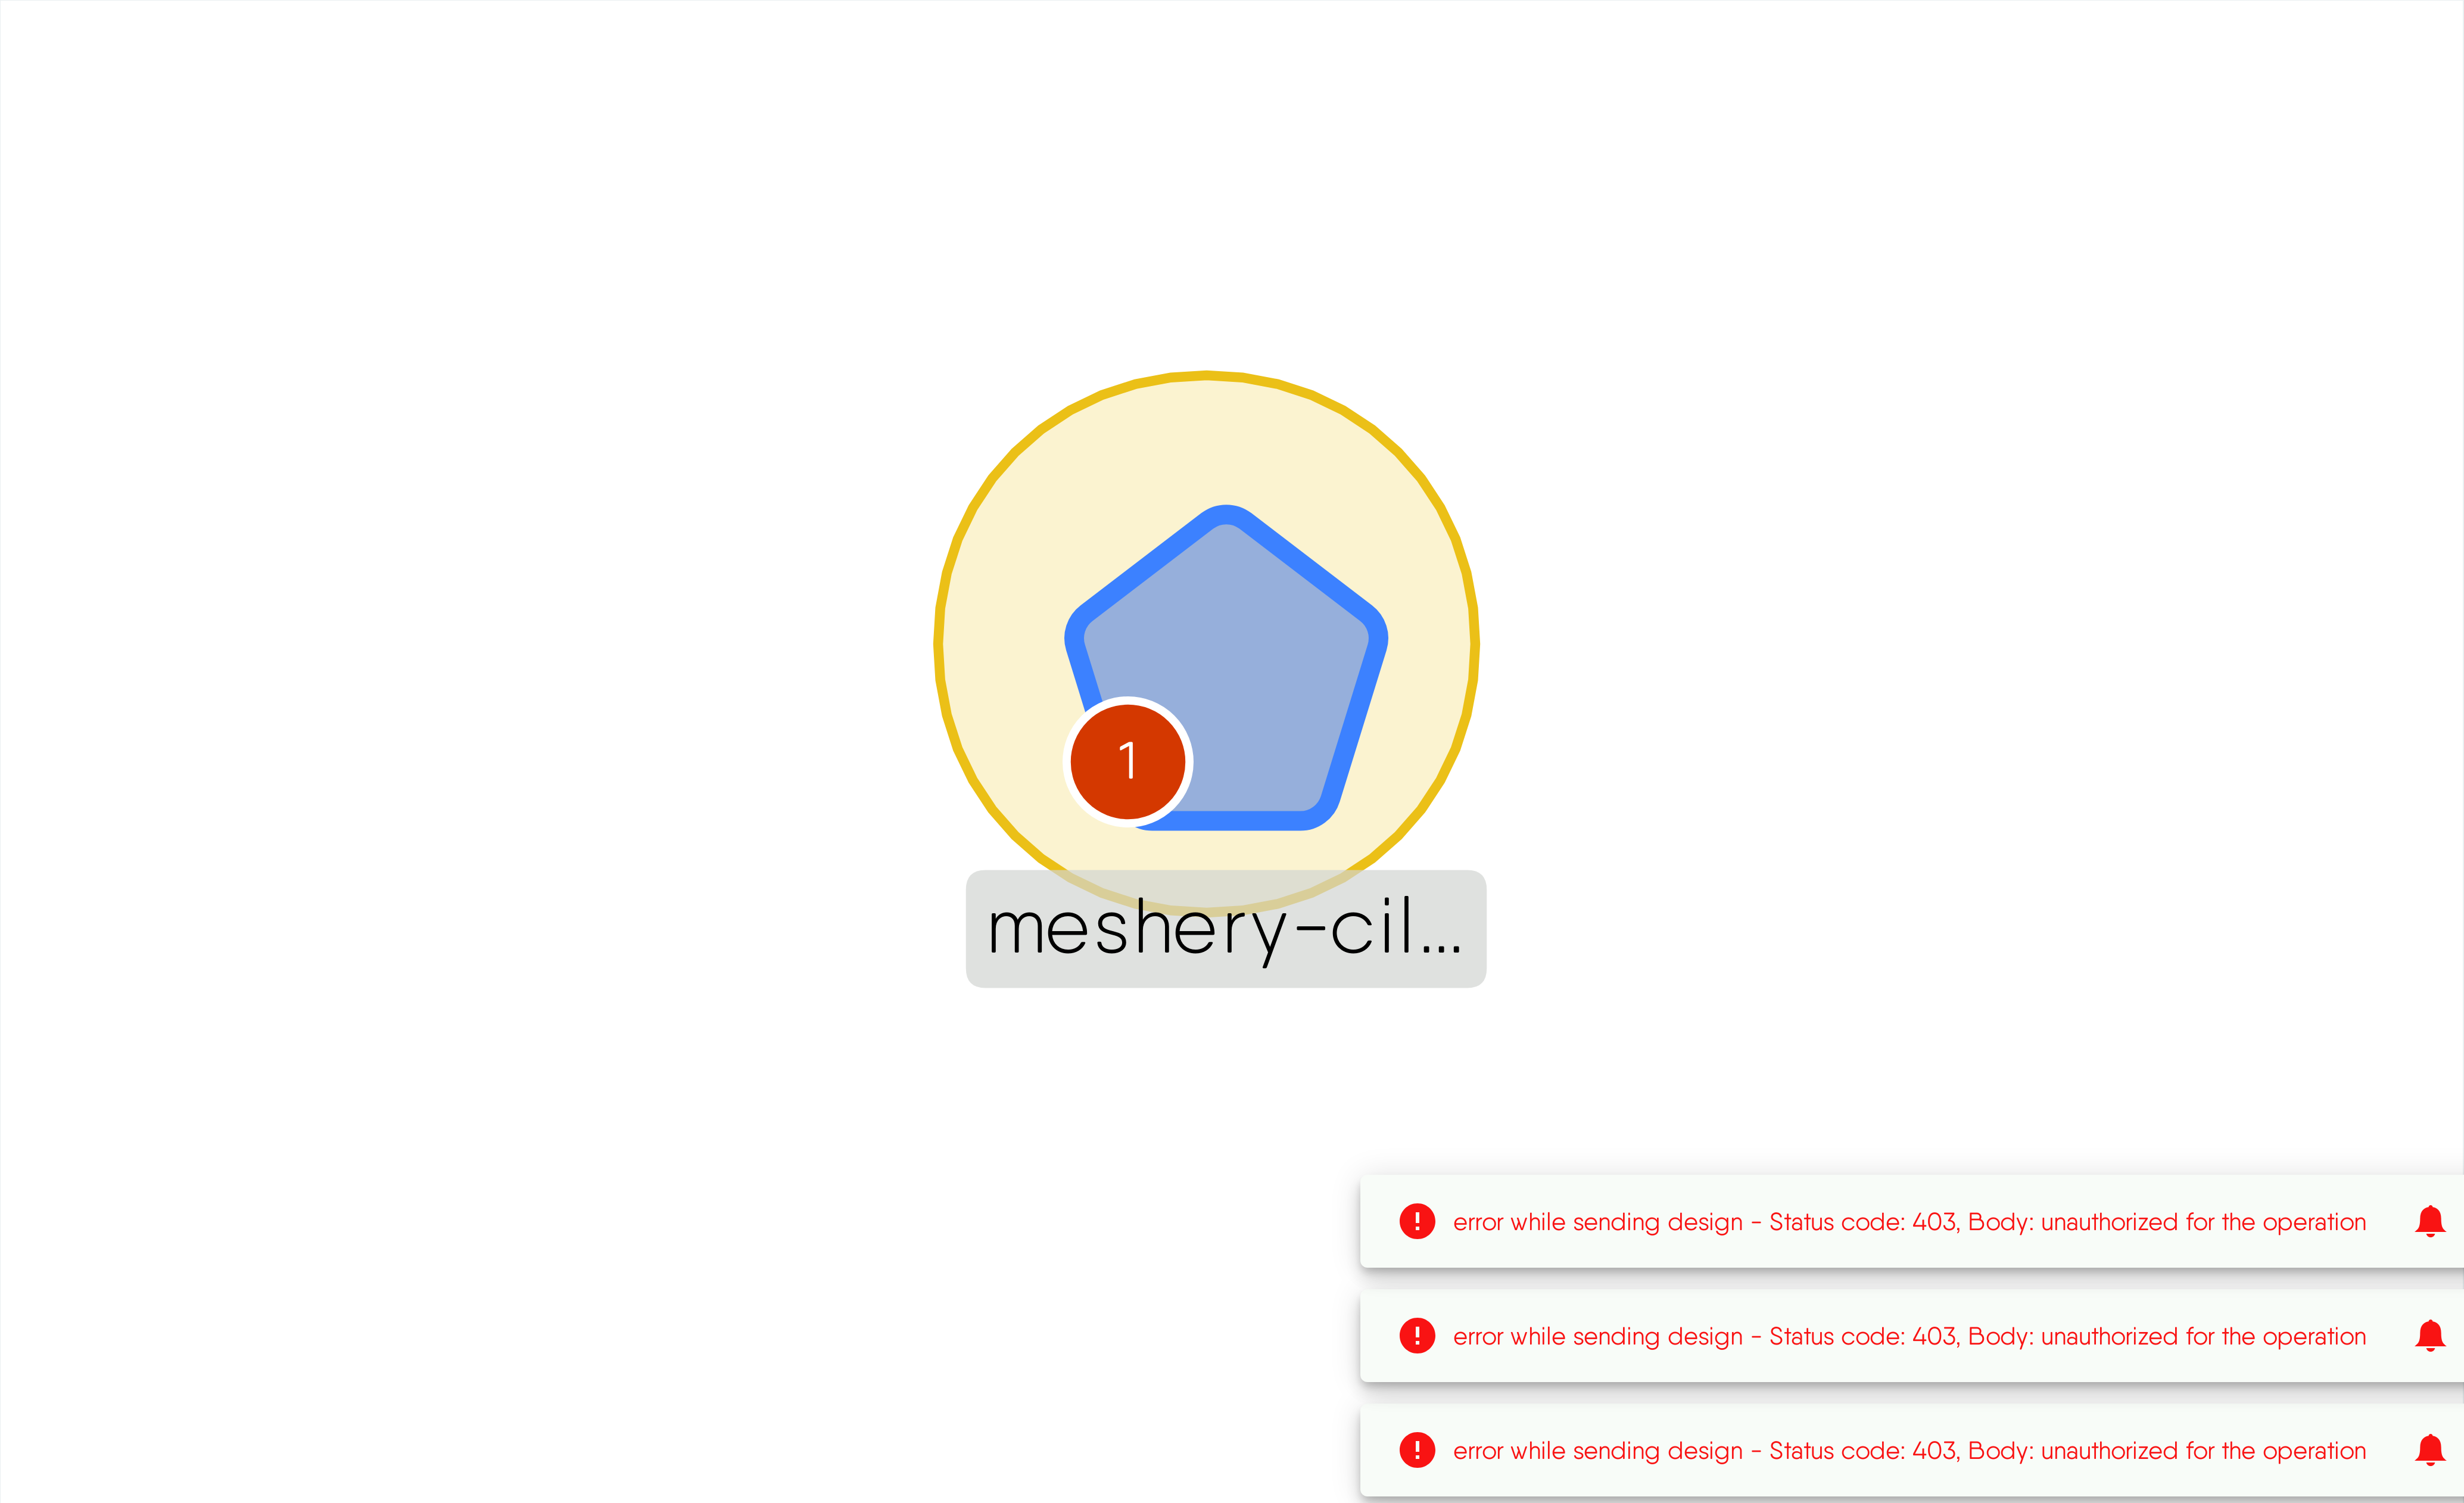 1
meshery-cil...
error while sending design - Status code: 403, Body: unauthorized for the operation
error while sending design - Status code: 403, Body: unauthorized for the operation
error while sending design - Status code: 403, Body: unauthorized for the operation